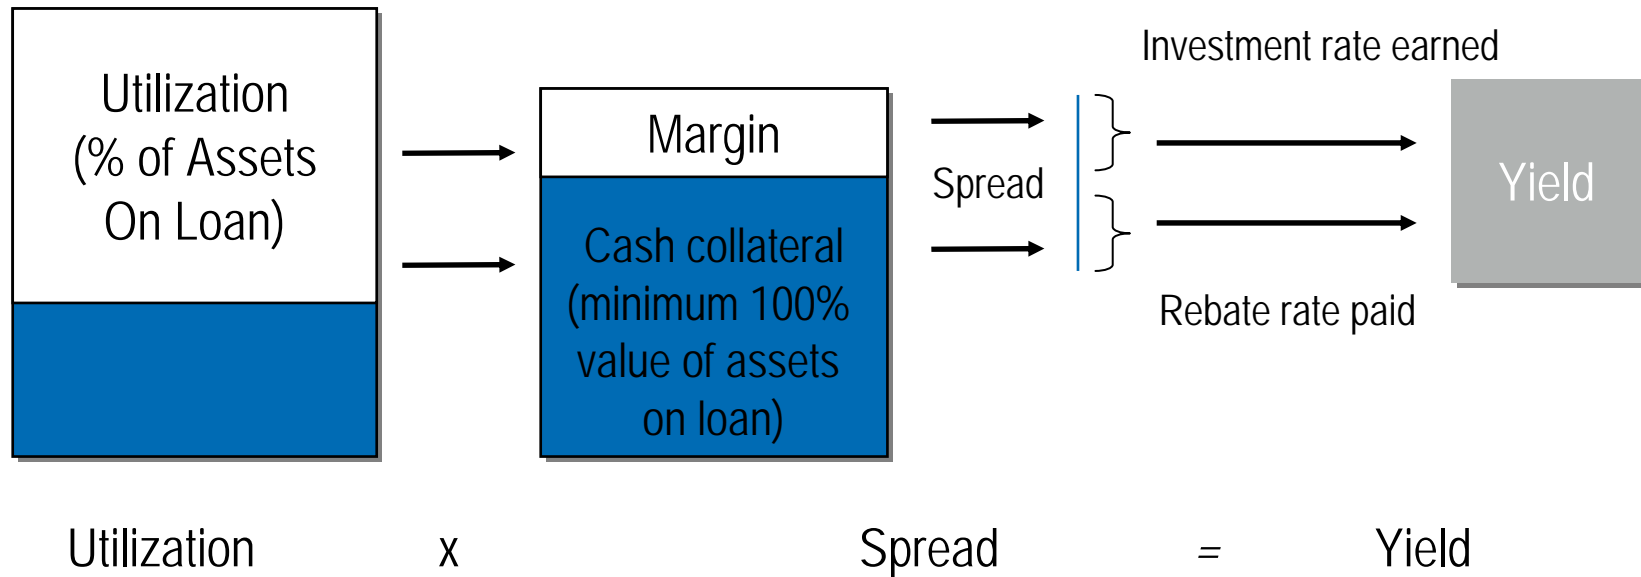 Utilization
(% of Assets
On Loan)
Margin
Cash collateral
(minimum 100%
value of assets
on loan)
Spread
Investment rate earned
Rebate rate paid
Yield
Utilization x Spread = Yield